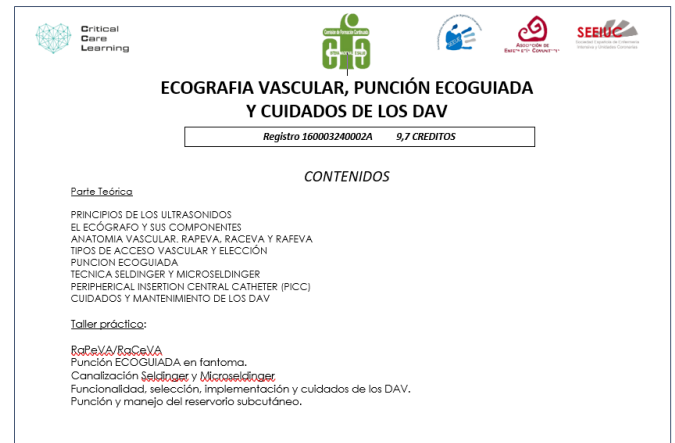 Critical
Care
Learning
Comisión de Formación Continuada
SEEIUC
ECOGRAFIA VASCULAR, PUNCIÓN ECOGUIADA
Y CUIDADOS DE LOS DAV
Registro 160003240002A 9,7 CREDITOS
CONTENIDOS
Parte Teórica
PRINCIPIOS DE LOS ULTRASONIDOS
EL ECÓGRAFO Y SUS COMPONENTES
ANATOMIA VASCULAR. RAPEVA, RACEVA Y RAFEVA
TIPOS DE ACCESO VASCULAR Y ELECCIÓN
PUNCION ECOGUIADA
TECNICA SELDINGER Y MICROSELDINGER
PERIPHERICAL INSERTION CENTRAL CATHETER (PICC)
CUIDADOS Y MANTENIMIENTO DE LOS DAV
Taller práctico:
RaPeVA/RaCeVA
Punción ECOGUIADA en fantoma.
Canalización Seldinger y Microseldinger
Funcionalidad, selección, implementación y cuidados de los DAV.
Punción y manejo del reservorio subcutáneo.